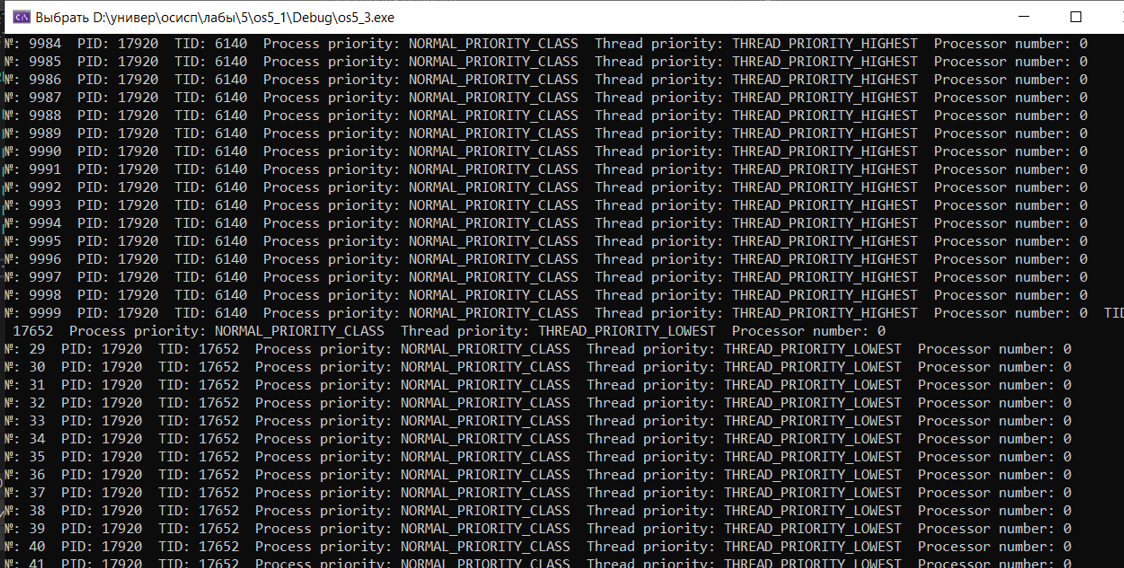 Выбрать D:\универ\осисп\лабы\5\os5_1\Debug\os5_3.exe
№: 9984  PID: 17920  TID: 6140  Process priority: NORMAL_PRIORITY_CLASS  Thread priority: THREAD_PRIORITY_HIGHEST  Processor number: 0
№: 9985  PID: 17920  TID: 6140  Process priority: NORMAL_PRIORITY_CLASS  Thread priority: THREAD_PRIORITY_HIGHEST  Processor number: 0
№: 9986  PID: 17920  TID: 6140  Process priority: NORMAL_PRIORITY_CLASS  Thread priority: THREAD_PRIORITY_HIGHEST  Processor number: 0
№: 9987  PID: 17920  TID: 6140  Process priority: NORMAL_PRIORITY_CLASS  Thread priority: THREAD_PRIORITY_HIGHEST  Processor number: 0
№: 9988  PID: 17920  TID: 6140  Process priority: NORMAL_PRIORITY_CLASS  Thread priority: THREAD_PRIORITY_HIGHEST  Processor number: 0
№: 9989  PID: 17920  TID: 6140  Process priority: NORMAL_PRIORITY_CLASS  Thread priority: THREAD_PRIORITY_HIGHEST  Processor number: 0
№: 9990  PID: 17920  TID: 6140  Process priority: NORMAL_PRIORITY_CLASS  Thread priority: THREAD_PRIORITY_HIGHEST  Processor number: 0
№: 9991  PID: 17920  TID: 6140  Process priority: NORMAL_PRIORITY_CLASS  Thread priority: THREAD_PRIORITY_HIGHEST  Processor number: 0
№: 9992  PID: 17920  TID: 6140  Process priority: NORMAL_PRIORITY_CLASS  Thread priority: THREAD_PRIORITY_HIGHEST  Processor number: 0
№: 9993  PID: 17920  TID: 6140  Process priority: NORMAL_PRIORITY_CLASS  Thread priority: THREAD_PRIORITY_HIGHEST  Processor number: 0
№: 9994  PID: 17920  TID: 6140  Process priority: NORMAL_PRIORITY_CLASS  Thread priority: THREAD_PRIORITY_HIGHEST  Processor number: 0
№: 9995  PID: 17920  TID: 6140  Process priority: NORMAL_PRIORITY_CLASS  Thread priority: THREAD_PRIORITY_HIGHEST  Processor number: 0
№: 9996  PID: 17920  TID: 6140  Process priority: NORMAL_PRIORITY_CLASS  Thread priority: THREAD_PRIORITY_HIGHEST  Processor number: 0
№: 9997  PID: 17920  TID: 6140  Process priority: NORMAL_PRIORITY_CLASS  Thread priority: THREAD_PRIORITY_HIGHEST  Processor number: 0
№: 9998  PID: 17920  TID: 6140  Process priority: NORMAL_PRIORITY_CLASS  Thread priority: THREAD_PRIORITY_HIGHEST  Processor number: 0
№: 9999  PID: 17920  TID: 6140  Process priority: NORMAL_PRIORITY_CLASS  Thread priority: THREAD_PRIORITY_HIGHEST  Processor number: 0  TID
17652  Process priority: NORMAL_PRIORITY_CLASS  Thread priority: THREAD_PRIORITY_LOWEST  Processor number: 0
№: 29  PID: 17920  TID: 17652  Process priority: NORMAL_PRIORITY_CLASS  Thread priority: THREAD_PRIORITY_LOWEST  Processor number: 0
№: 30  PID: 17920  TID: 17652  Process priority: NORMAL_PRIORITY_CLASS  Thread priority: THREAD_PRIORITY_LOWEST  Processor number: 0
№: 31  PID: 17920  TID: 17652  Process priority: NORMAL_PRIORITY_CLASS  Thread priority: THREAD_PRIORITY_LOWEST  Processor number: 0
№: 32  PID: 17920  TID: 17652  Process priority: NORMAL_PRIORITY_CLASS  Thread priority: THREAD_PRIORITY_LOWEST  Processor number: 0
№: 33  PID: 17920  TID: 17652  Process priority: NORMAL_PRIORITY_CLASS  Thread priority: THREAD_PRIORITY_LOWEST  Processor number: 0
№: 34  PID: 17920  TID: 17652  Process priority: NORMAL_PRIORITY_CLASS  Thread priority: THREAD_PRIORITY_LOWEST  Processor number: 0
№: 35  PID: 17920  TID: 17652  Process priority: NORMAL_PRIORITY_CLASS  Thread priority: THREAD_PRIORITY_LOWEST  Processor number: 0
№: 36  PID: 17920  TID: 17652  Process priority: NORMAL_PRIORITY_CLASS  Thread priority: THREAD_PRIORITY_LOWEST  Processor number: 0
№: 37  PID: 17920  TID: 17652  Process priority: NORMAL_PRIORITY_CLASS  Thread priority: THREAD_PRIORITY_LOWEST  Processor number: 0
№: 38  PID: 17920  TID: 17652  Process priority: NORMAL_PRIORITY_CLASS  Thread priority: THREAD_PRIORITY_LOWEST  Processor number: 0
№: 39  PID: 17920  TID: 17652  Process priority: NORMAL_PRIORITY_CLASS  Thread priority: THREAD_PRIORITY_LOWEST  Processor number: 0
№: 40  PID: 17920  TID: 17652  Process priority: NORMAL_PRIORITY_CLASS  Thread priority: THREAD_PRIORITY_LOWEST  Processor number: 0
№: 41  PID: 17920  TID: 17652  Process priority: NORMAL_PRIORITY_CLASS  Thread priority: THREAD_PRIORITY_LOWEST  Processor number: 0